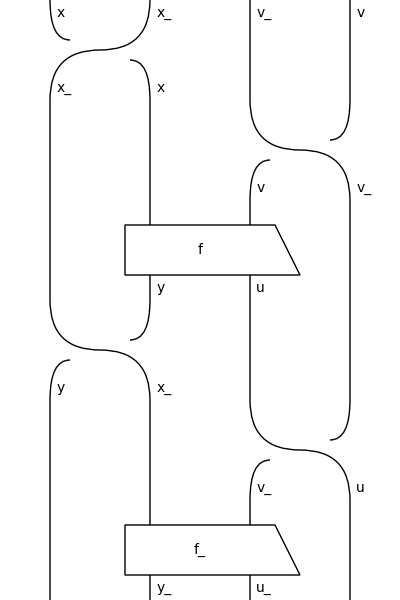 x x_ v_ v
x_ x
v v_
f
y u
y x_
v_ u
f_
y_ u_